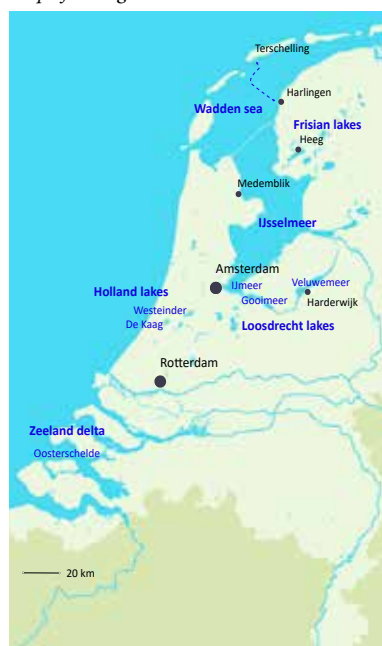 Terschelling
Harlingen
Wadden sea
Frisian lakes
Heeg
Medemblik
IJsselmeer
Amsterdam
IJmeer
Veluwemeer
Holland lakes
Gooimeer
Harderwijk
Westeinder
De Kaag
Loosdrecht lakes
Rotterdam
Zeeland delta
Oosterschelde
20 km